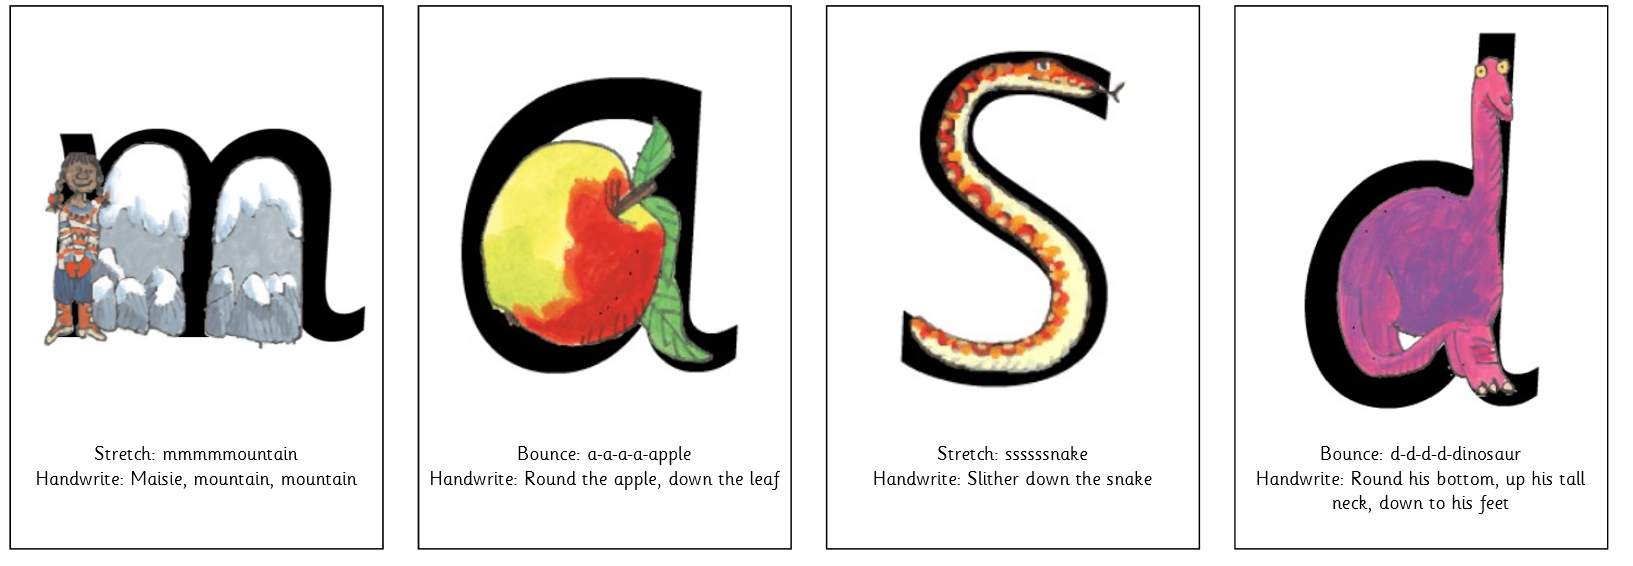 m
Stretch: mmmmmountain
Handwrite: Maisie, mountain, mountain
a
Bounce: a-a-a-a-apple
Handwrite: Round the apple, down the leaf
s
Stretch: ssssssnake
Handwrite: Slither down the snake
d
Bounce: d-d-d-d-dinosaur
Handwrite: Round his bottom, up his tall
neck, down to his feet